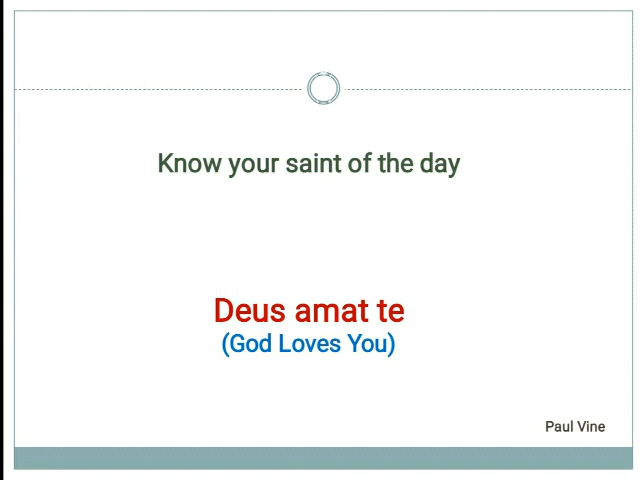 Know your saint of the day
Deus amat te
(God Loves You)
Paul Vine